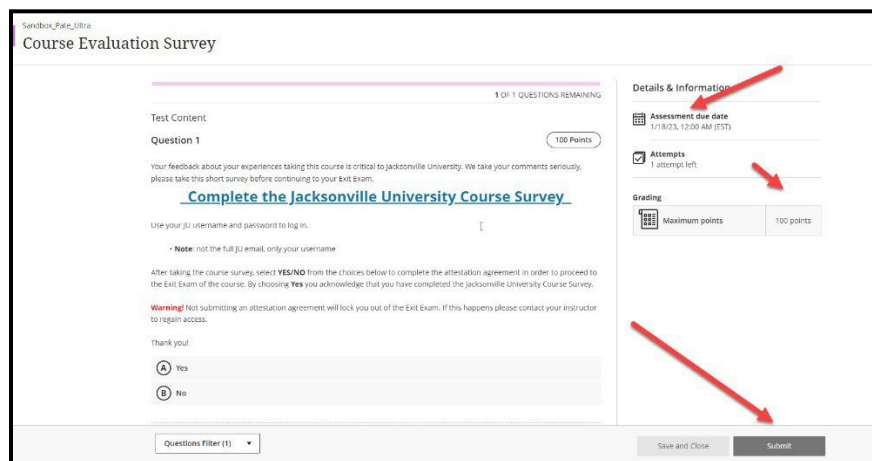 Sandbox_Pate_Ultra
Course Evaluation Survey
1 OF 1 QUESTIONS REMAINING
Test Content
Question 1
100 Points
Your feedback about your experiences taking this course is critical to Jacksonville University. We take your comments seriously,
please take this short survey before continuing to your Exit Exam.
Complete the Jacksonville University Course Survey
Use your JU username and password to log in.
• Note: not the full JU email, only your username
After taking the course survey, select YES/NO from the choices below to complete the attestation agreement in order to proceed to
the Exit Exam of the course. By choosing Yes you acknowledge that you have completed the Jacksonville University Course Survey.
Warning! Not submitting an attestation agreement will lock you out of the Exit Exam. If this happens please contact your instructor
to regain access.
Thank you!
A Yes
B No
Questions Filter (1)
Details & Information
Assessment due date
1/18/23, 12:00 AM (EST)
Attempts
1 attempt left
Grading
Maximum points
100 points
Save and Close
Submit